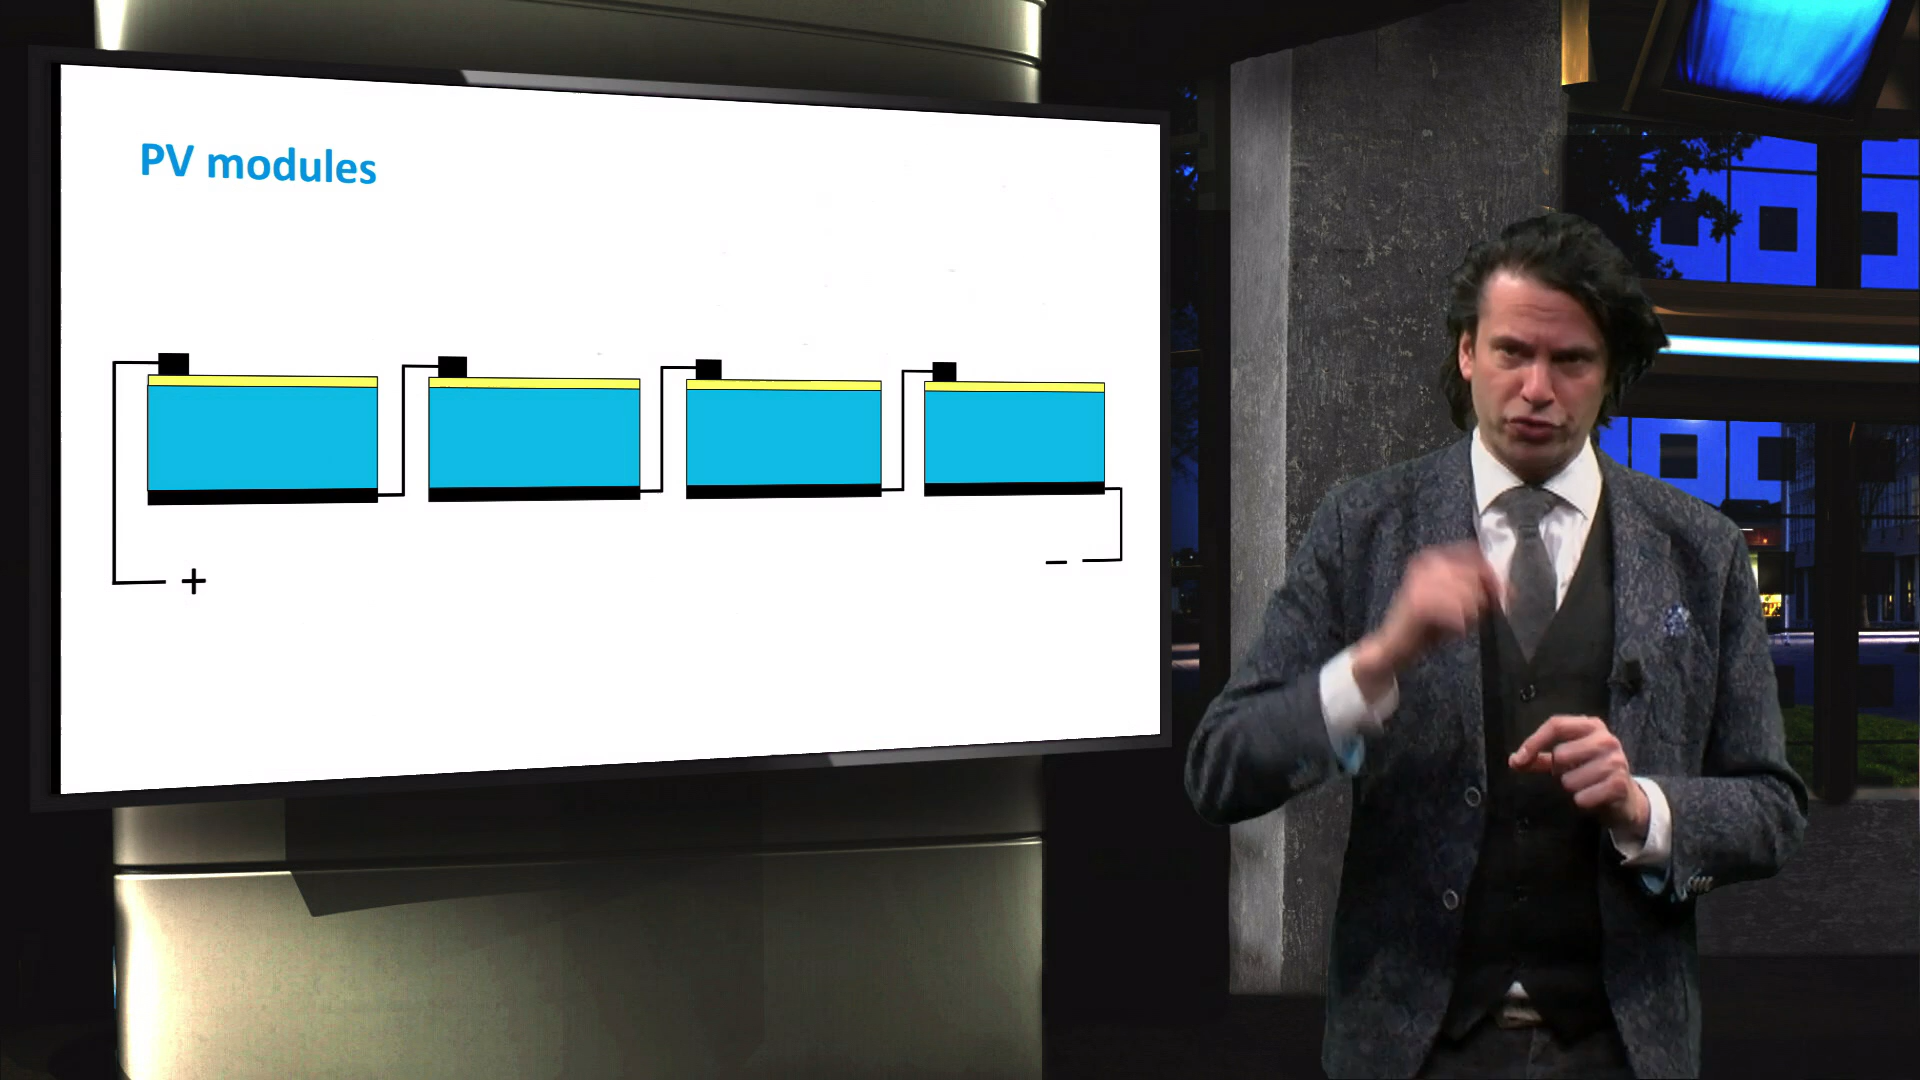 PV modules
+
–